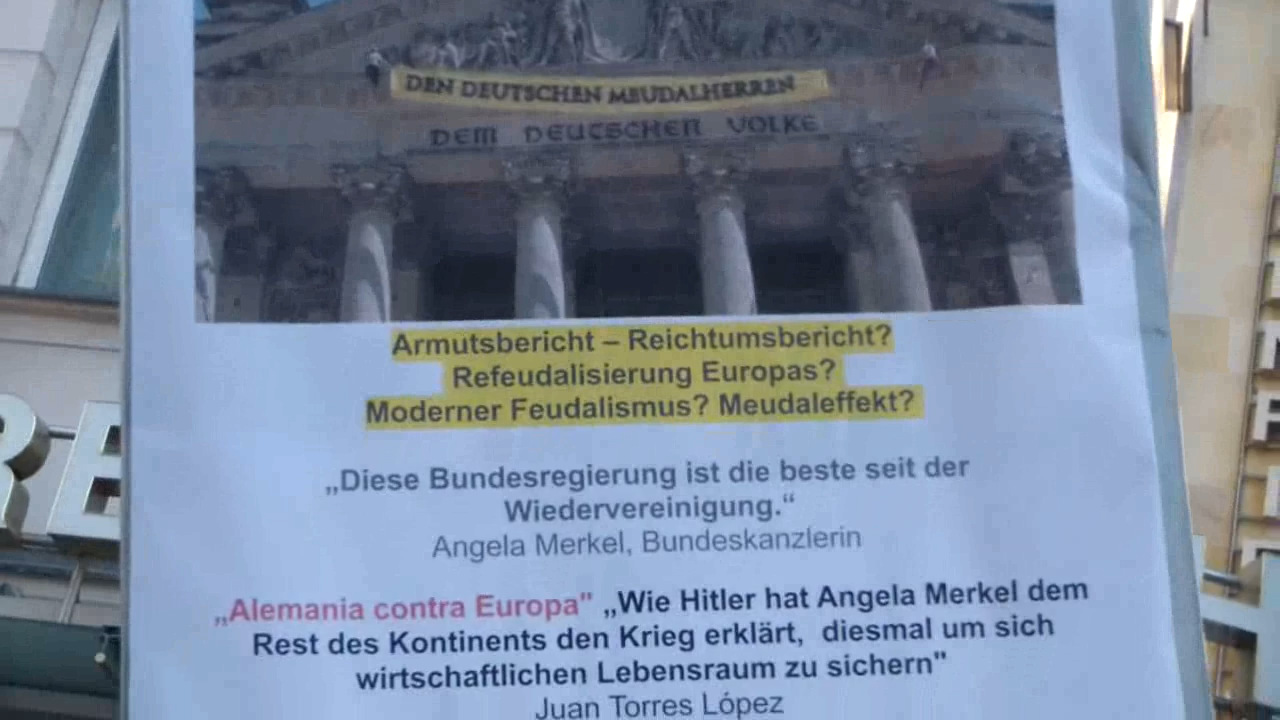 DEN DEUTSCHEN MEUDALHERREN
DEM DEUTSCHEN VOLKE
Armutsbericht – Reichtumsbericht?
Refeudalisierung Europas?
Moderner Feudalismus? Meudaleffekt?
„Diese Bundesregierung ist die beste seit der
Wiedervereinigung.“
Angela Merkel, Bundeskanzlerin
„Alemania contra Europa" „Wie Hitler hat Angela Merkel dem
Rest des Kontinents den Krieg erklärt, diesmal um sich
wirtschaftlichen Lebensraum zu sichern"
Juan Torres López
RE